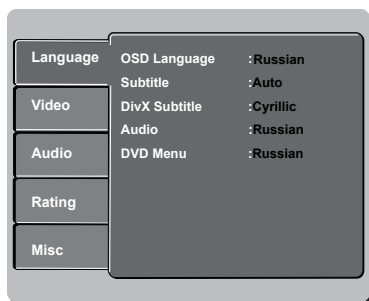 Language
Video
Audio
Rating
Misc
OSD Language :Russian
Subtitle :Auto
DivX Subtitle :Cyrillic
Audio :Russian
DVD Menu :Russian